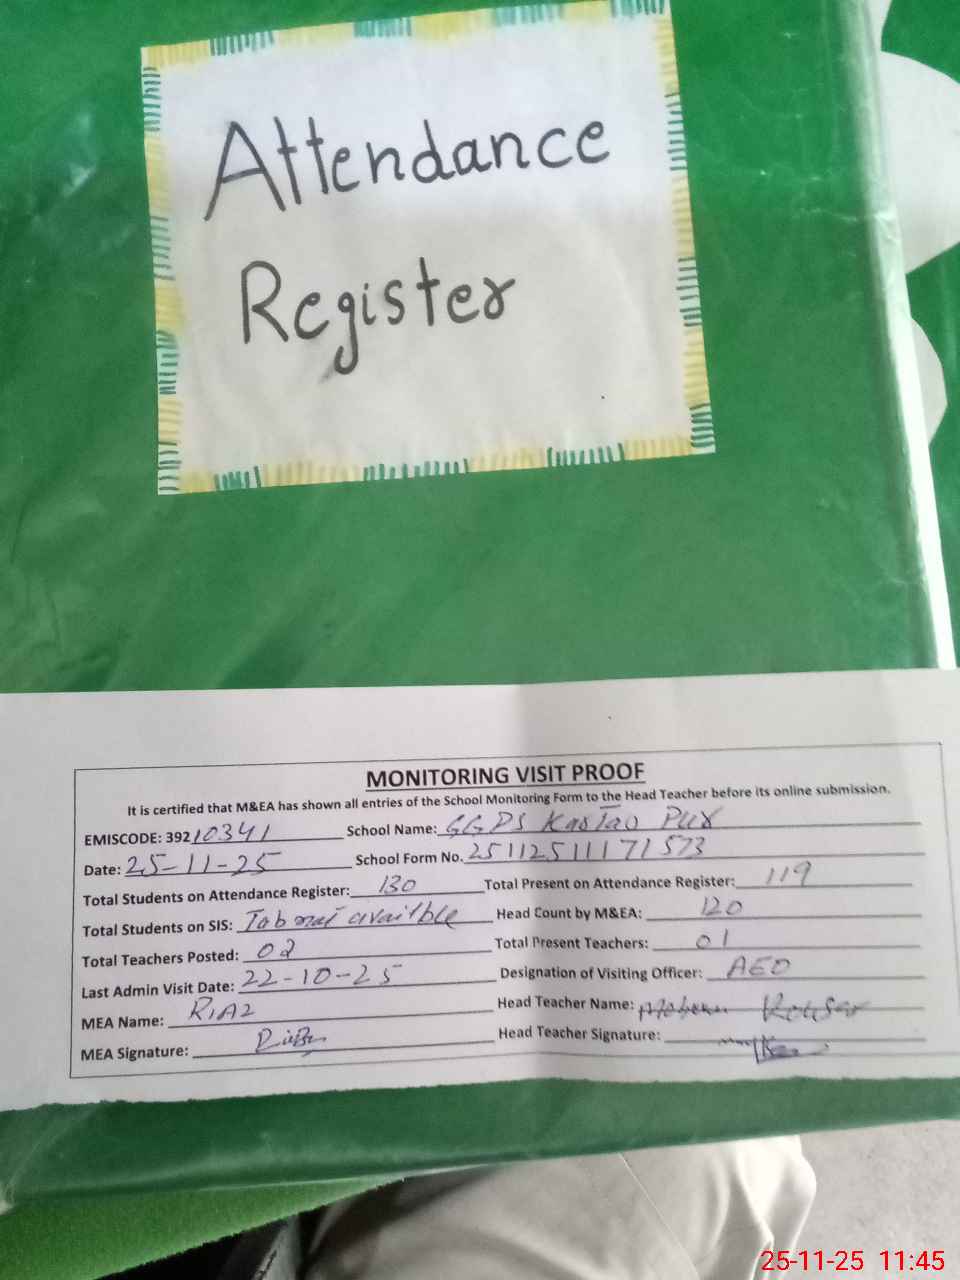 Attendance
Register
MONITORING VISIT PROOF
It is certified that M&EA has shown all entries of the School Monitoring Form to the Head Teacher before its online submission.
EMISCODE: 39210341 School Name: GGPS Pur
Date: 25-11-25 School Form No. 25112511171573
Total Students on Attendance Register: 130 Total Present on Attendance Register: 119
Total Students on SIS: Tab not availble Head Count by M&EA: 120
Total Teachers Posted: 02 Total Present Teachers: 01
Last Admin Visit Date: 22-10-25 Designation of Visiting Officer: AEO
MEA Name: RIAZ Head Teacher Name: Kousar
MEA Signature: Head Teacher Signature:
25-11-25 11:45